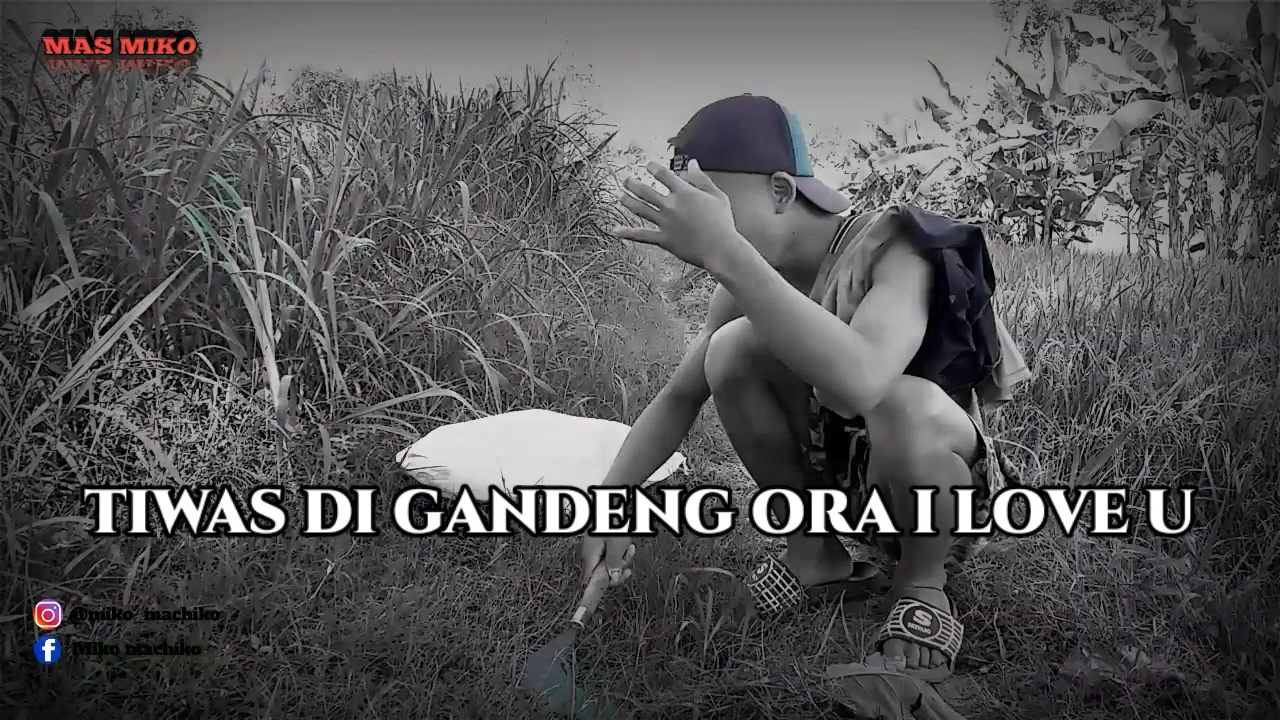 MAS MIKO
TIWAS DI GANDENG ORA I LOVE U
@miko_machiko
Miko machiko
S